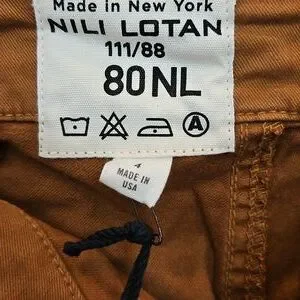 Made in New York
NILI LOTAN
111/88
80NL
A
4
MADE IN
USA